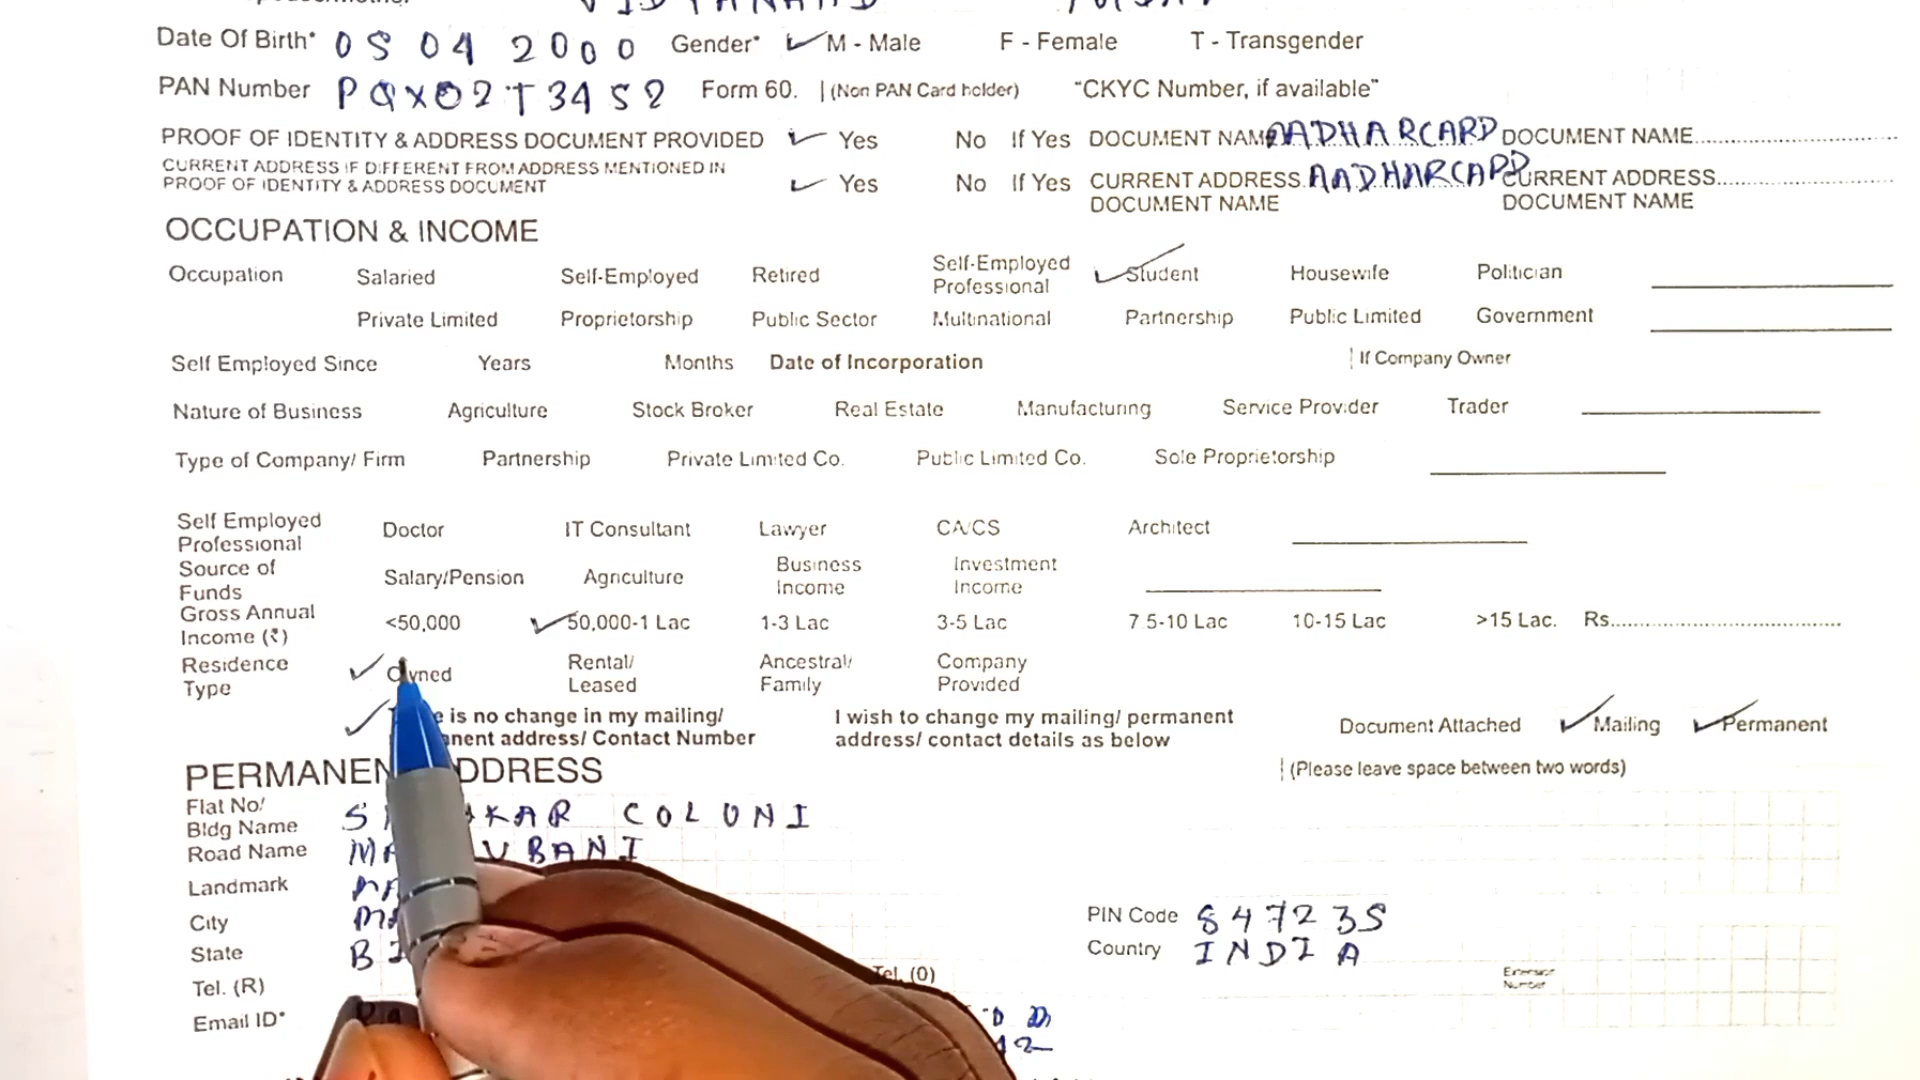 Date Of Birth* 05 04 2000 Gender* M - Male F - Female T - Transgender
PAN Number PQX02T3452 Form 60. (Non PAN Card holder) "CKYC Number, if available"
PROOF OF IDENTITY & ADDRESS DOCUMENT PROVIDED Yes No If Yes DOCUMENT NAME AADHARCARD DOCUMENT NAME
CURRENT ADDRESS IF DIFFERENT FROM ADDRESS MENTIONED IN
PROOF OF IDENTITY & ADDRESS DOCUMENT Yes No If Yes CURRENT ADDRESS AADHARCARD CURRENT ADDRESS
DOCUMENT NAME DOCUMENT NAME
OCCUPATION & INCOME
Occupation Salaried Self-Employed Retired Self-Employed Professional Student Housewife Politician
Private Limited Proprietorship Public Sector Multinational Partnership Public Limited Government
Self Employed Since Years Months Date of Incorporation If Company Owner
Nature of Business Agriculture Stock Broker Real Estate Manufacturing Service Provider Trader
Type of Company/ Firm Partnership Private Limited Co. Public Limited Co. Sole Proprietorship
Self Employed Professional Doctor IT Consultant Lawyer CA/CS Architect
Source of Funds Salary/Pension Agriculture Business Income Investment Income
Gross Annual Income (₹) <50,000 50,000-1 Lac 1-3 Lac 3-5 Lac 7.5-10 Lac 10-15 Lac >15 Lac. Rs.
Residence Type Owned Rental/ Leased Ancestral/ Family Company Provided
is no change in my mailing/ I wish to change my mailing/ permanent Document Attached Mailing Permanent
address/ Contact Number address/ contact details as below
PERMANENT ADDRESS (Please leave space between two words)
Flat No/
Bldg Name COLONI
Road Name
Landmark
City PIN Code 847235
State Country INDIA
Tel. (R) Tel. (O) Extension Number
Email ID*